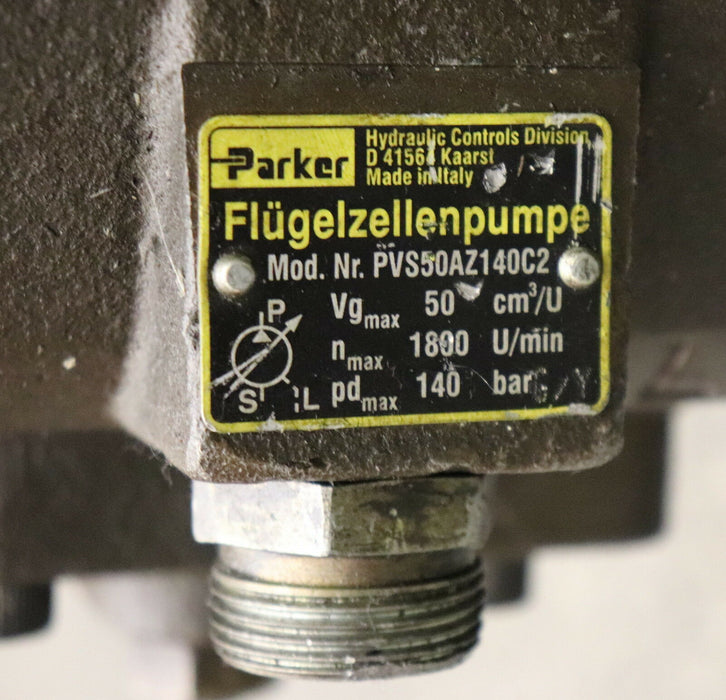 Parker
Hydraulic Controls Division
D 41564 Kaarst
Made in Italy
Flügelzellenpumpe
Mod. Nr. PVS50AZ140C2
Vgmax 50 cm³/U
nmax 1800 U/min
pdmax 140 bar
P
S
L